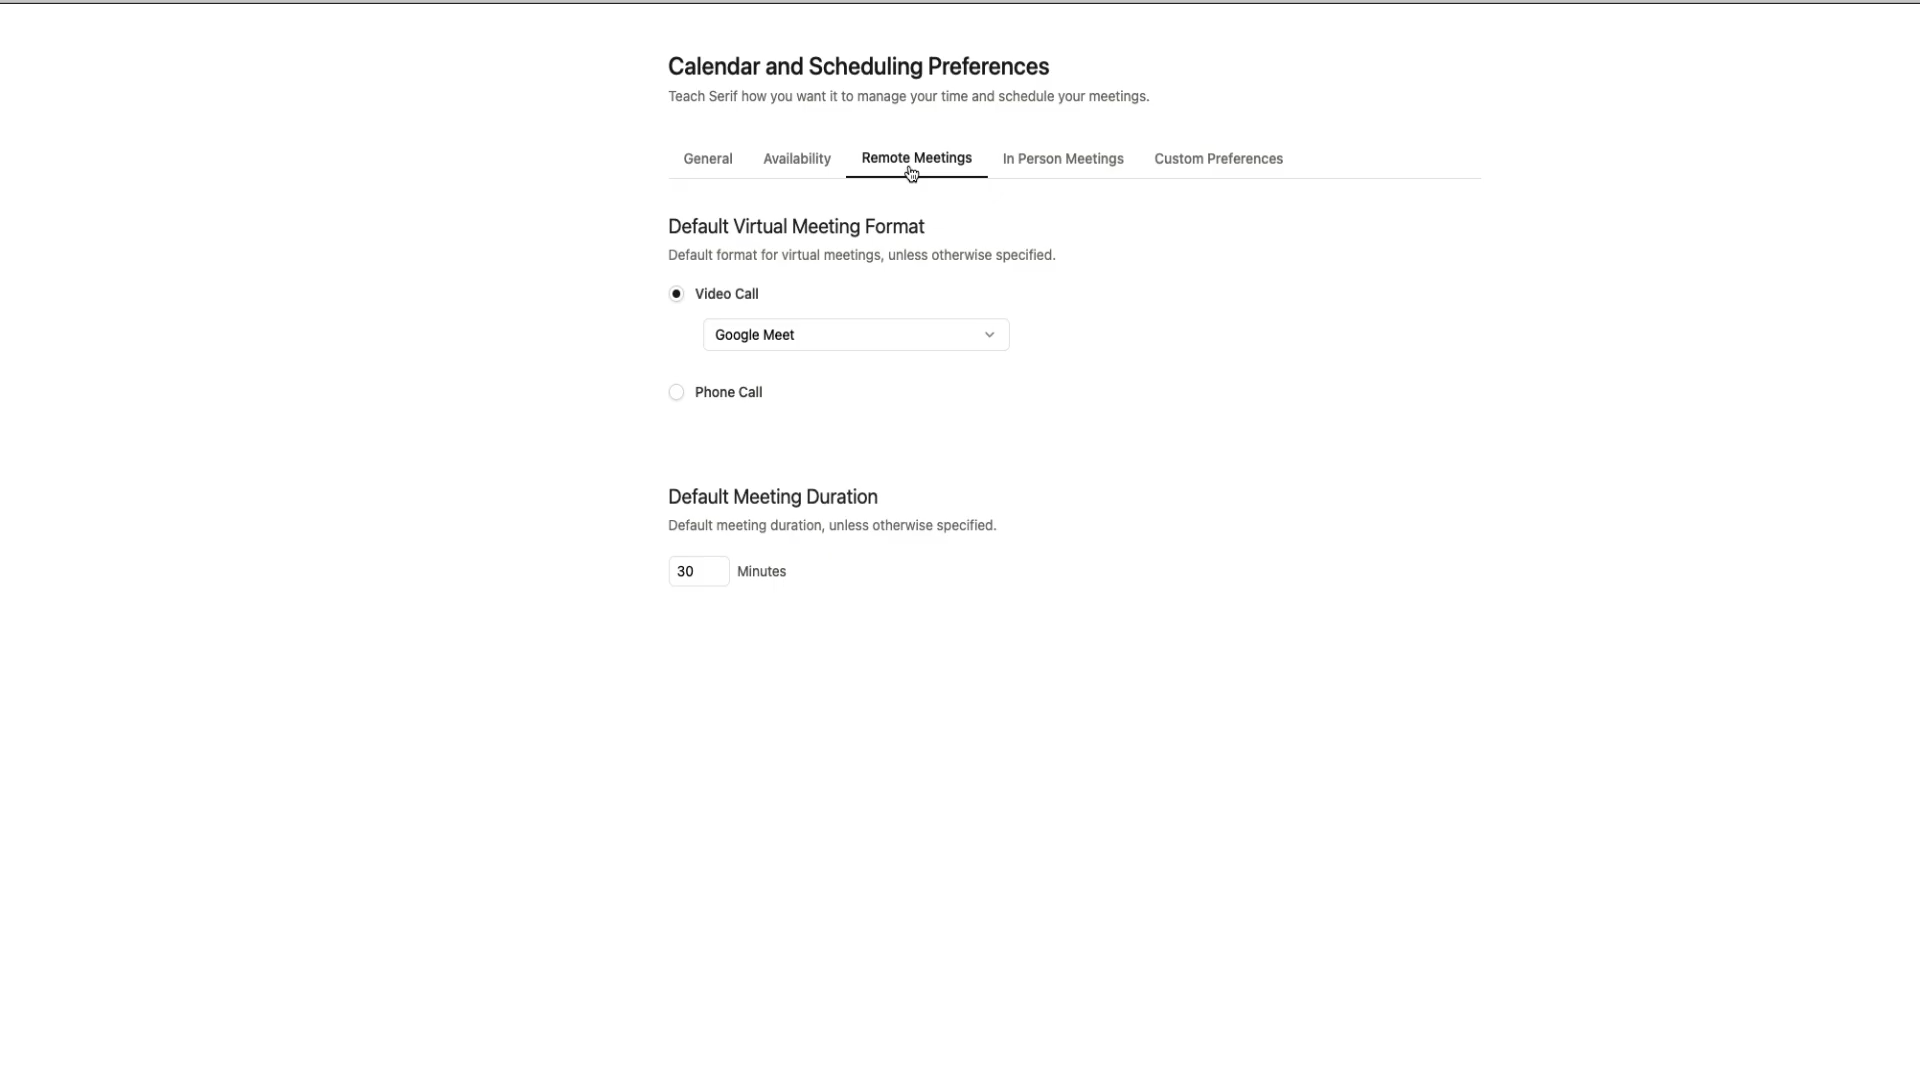 Calendar and Scheduling Preferences
Teach Serif how you want it to manage your time and schedule your meetings.
General Availability Remote Meetings In Person Meetings Custom Preferences
Default Virtual Meeting Format
Default format for virtual meetings, unless otherwise specified.
Video Call
Google Meet
Phone Call
Default Meeting Duration
Default meeting duration, unless otherwise specified.
30 Minutes